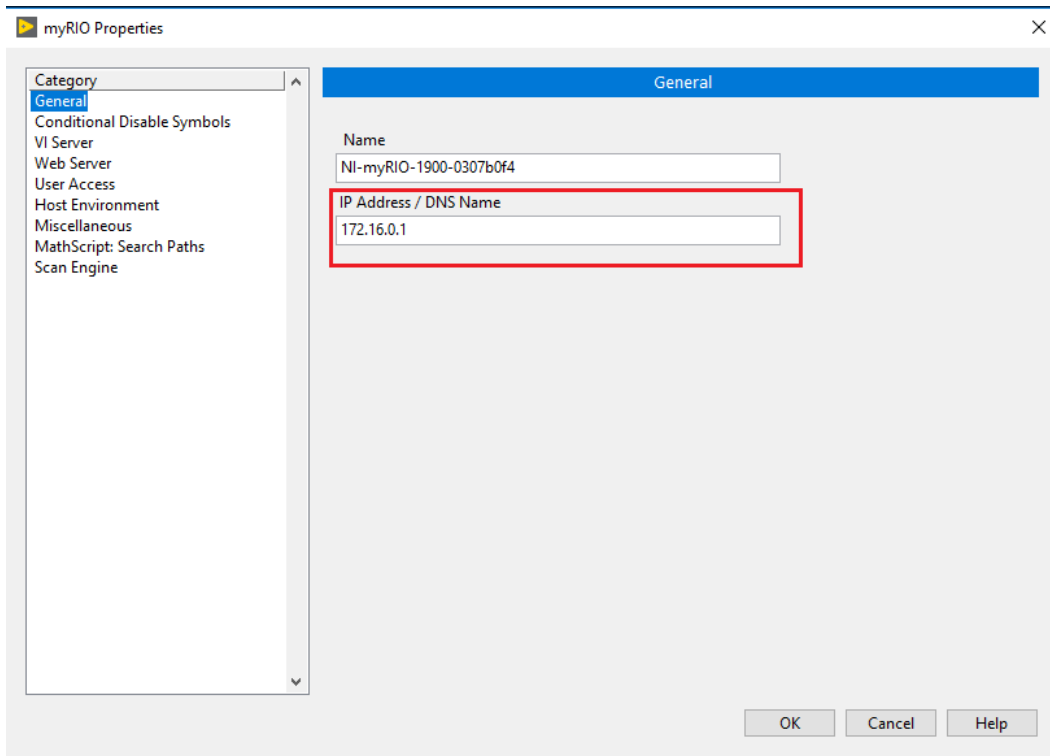 myRIO Properties
Category
General
Conditional Disable Symbols
VI Server
Web Server
User Access
Host Environment
Miscellaneous
MathScript: Search Paths
Scan Engine
General
Name
NI-myRIO-1900-0307b0f4
IP Address / DNS Name
172.16.0.1
OK Cancel Help